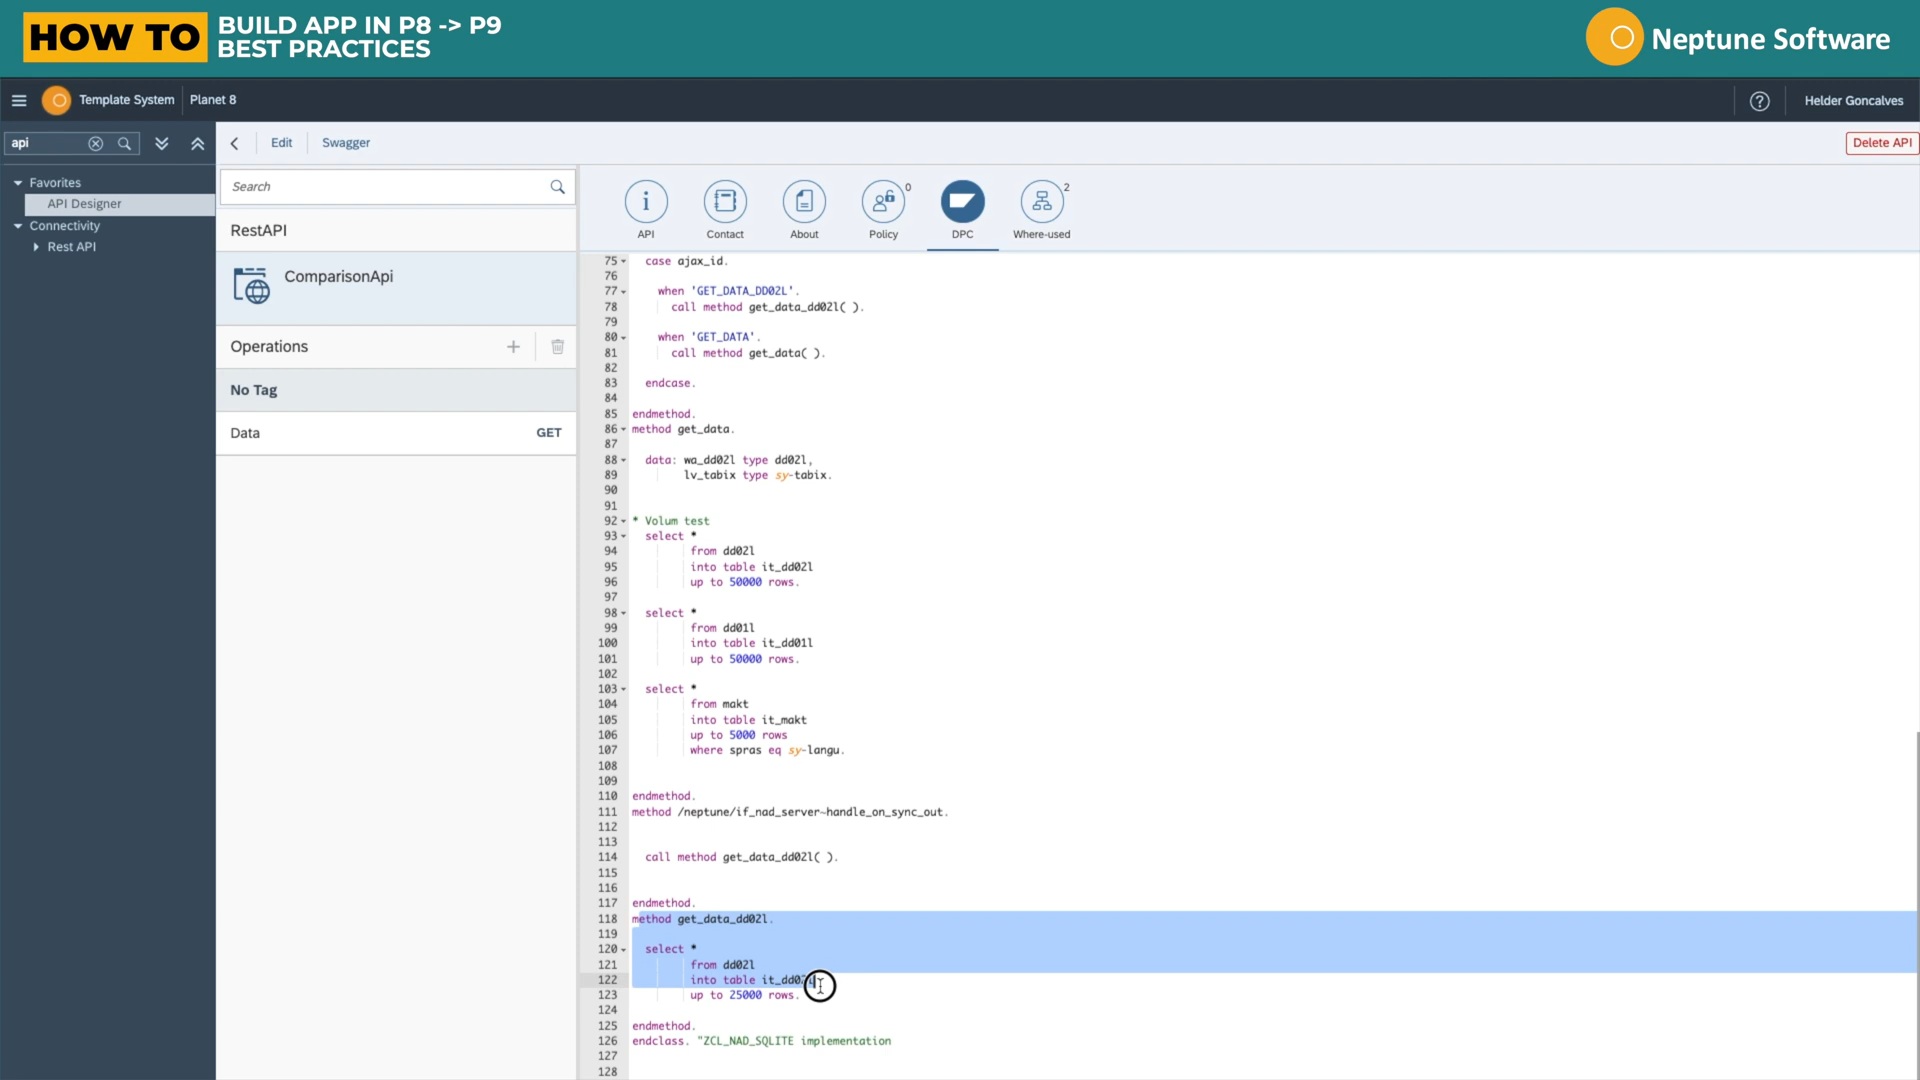 HOW TO
BUILD APP IN P8 -> P9
BEST PRACTICES
Neptune Software
Template System
Planet 8
Helder Goncalves
api
Edit
Swagger
Delete API
Favorites
API Designer
Connectivity
Rest API
Search
RestAPI
ComparisonApi
Operations
No Tag
Data GET
API
Contact
About
Policy 0
DPC
Where-used 2
75 case ajax_id.
76
77 when 'GET_DATA_DD02L'.
78 call method get_data_dd02l( ).
79
80 when 'GET_DATA'.
81 call method get_data( ).
82
83 endcase.
84
85 endmethod.
86 method get_data.
87
88 data: wa_dd02l type dd02l,
89 lv_tabix type sy-tabix.
90
91
92 * Volum test
93 select *
94 from dd02l
95 into table it_dd02l
96 up to 50000 rows.
97
98 select *
99 from dd01l
100 into table it_dd01l
101 up to 50000 rows.
102
103 select *
104 from makt
105 into table it_makt
106 up to 5000 rows
107 where spras eq sy-langu.
108
109
110 endmethod.
111 method /neptune/if_nad_server~handle_on_sync_out.
112
113
114 call method get_data_dd02l( ).
115
116
117 endmethod.
118 method get_data_dd02l.
119
120 select *
121 from dd02l
122 into table
123 up to 25000 rows.
124
125 endmethod.
126 endclass. "ZCL_NAD_SQLITE implementation
127
128